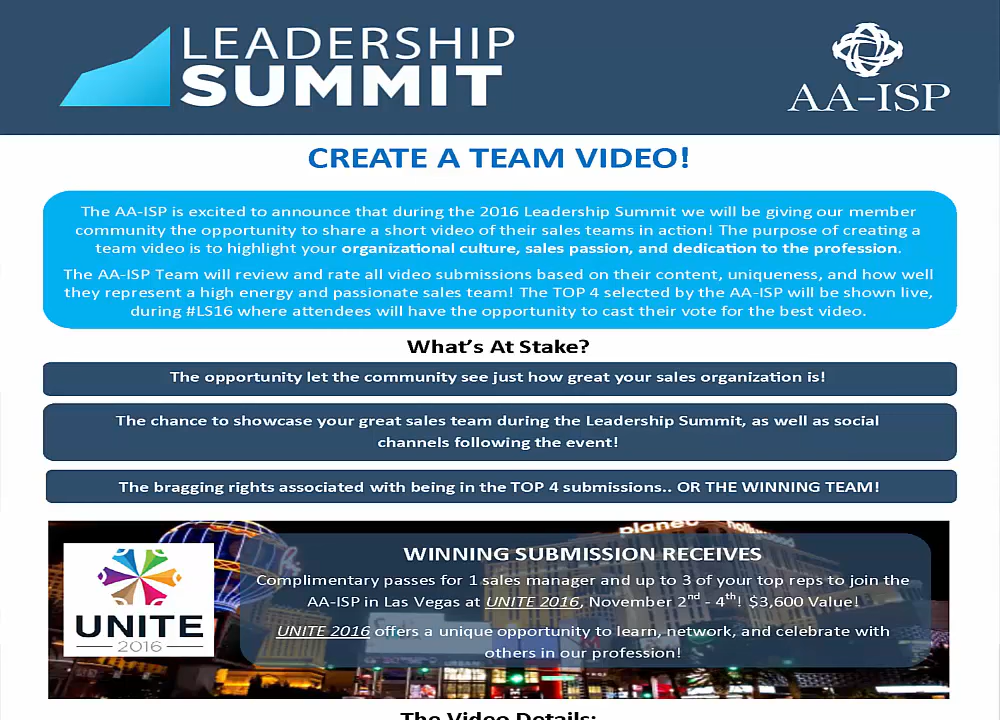 LEADERSHIP
SUMMIT
AA-ISP
CREATE A TEAM VIDEO!
The AA-ISP is excited to announce that during the 2016 Leadership Summit we will be giving our member
community the opportunity to share a short video of their sales teams in action! The purpose of creating a
team video is to highlight your organizational culture, sales passion, and dedication to the profession.
The AA-ISP Team will review and rate all video submissions based on their content, uniqueness, and how well
they represent a high energy and passionate sales team! The TOP 4 selected by the AA-ISP will be shown live,
during #LS16 where attendees will have the opportunity to cast their vote for the best video.
What's At Stake?
The opportunity let the community see just how great your sales organization is!
The chance to showcase your great sales team during the Leadership Summit, as well as social
channels following the event!
The bragging rights associated with being in the TOP 4 submissions.. OR THE WINNING TEAM!
planet hollywood
UNITE
2016
WINNING SUBMISSION RECEIVES
Complimentary passes for 1 sales manager and up to 3 of your top reps to join the
AA-ISP in Las Vegas at UNITE 2016, November 2nd - 4th! $3,600 Value!
UNITE 2016 offers a unique opportunity to learn, network, and celebrate with
others in our profession!
The Video Details: